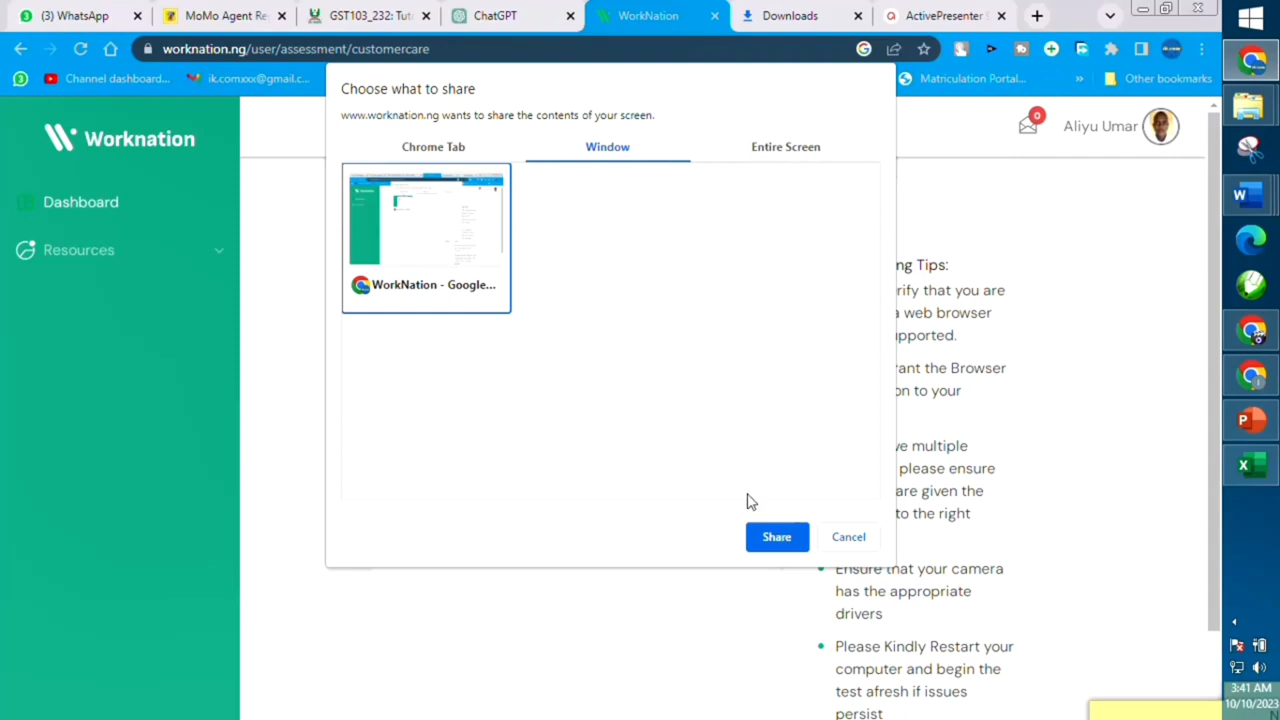 (3) WhatsApp
MoMo Agent Re
GST103_232: Tuto
ChatGPT
WorkNation
Downloads
ActivePresenter S
worknation.ng/user/assessment/customercare
Channel dashboard...
ik.comxxx@gmail.c...
Matriculation Portal...
Other bookmarks
Choose what to share
www.worknation.ng wants to share the contents of your screen.
Chrome Tab
Window
Entire Screen
WorkNation - Google...
Share
Cancel
Worknation
Dashboard
Resources
0
Aliyu Umar
ng Tips:
rify that you are
a web browser
upported.
rant the Browser
on to your
ve multiple
please ensure
are given the
to the right
Ensure that your camera
has the appropriate
drivers
Please Kindly Restart your
computer and begin the
test afresh if issues
persist
3:41 AM
10/10/2023